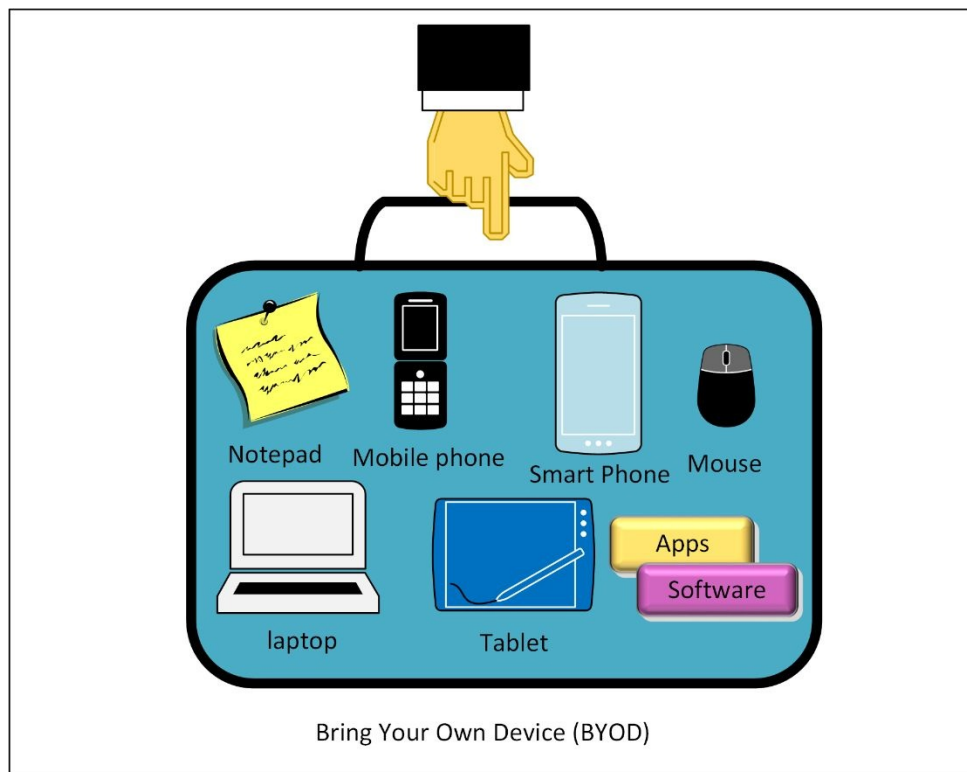 Notepad
Mobile phone
Smart Phone
Mouse
laptop
Tablet
Apps
Software
Bring Your Own Device (BYOD)